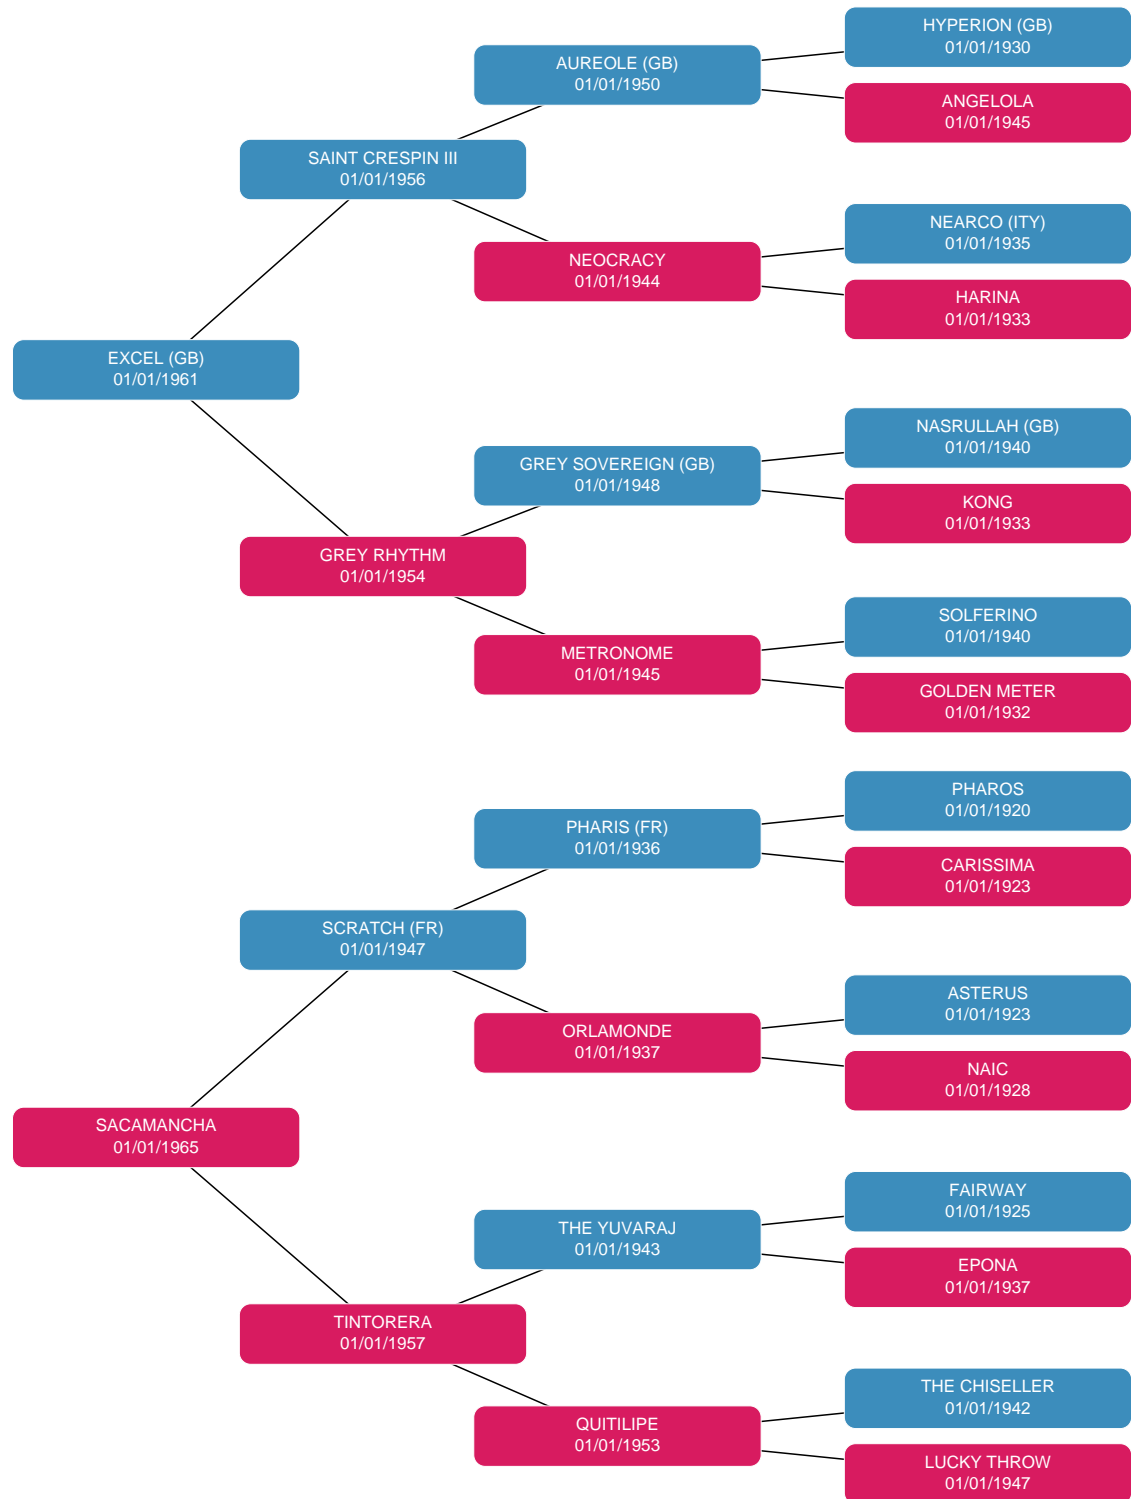 HYPERION (GB)
01/01/1930
AUREOLE (GB)
01/01/1950
ANGELOLA
01/01/1945
SAINT CRESPIN III
01/01/1956
NEARCO (ITY)
01/01/1935
NEOCRACY
01/01/1944
HARINA
01/01/1933
EXCEL (GB)
01/01/1961
NASRULLAH (GB)
01/01/1940
GREY SOVEREIGN (GB)
01/01/1948
KONG
01/01/1933
GREY RHYTHM
01/01/1954
SOLFERINO
01/01/1940
METRONOME
01/01/1945
GOLDEN METER
01/01/1932
PHAROS
01/01/1920
PHARIS (FR)
01/01/1936
CARISSIMA
01/01/1923
SCRATCH (FR)
01/01/1947
ASTERUS
01/01/1923
ORLAMONDE
01/01/1937
NAIC
01/01/1928
SACAMANCHA
01/01/1965
FAIRWAY
01/01/1925
THE YUVARAJ
01/01/1943
EPONA
01/01/1937
TINTORERA
01/01/1957
THE CHISELLER
01/01/1942
QUITILIPE
01/01/1953
LUCKY THROW
01/01/1947